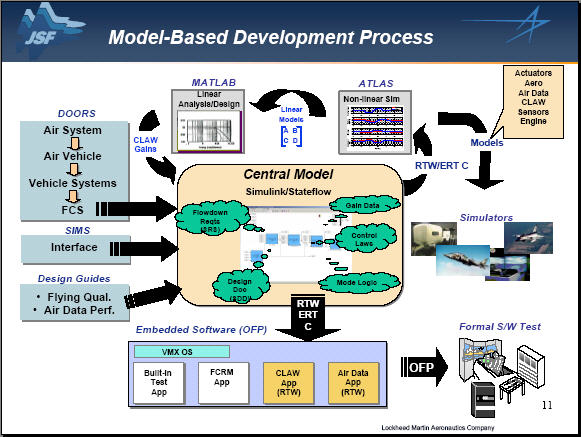 JSF
Model-Based Development Process
MATLAB
Linear
Analysis/Design
ATLAS
Non-linear Sim
Actuators
Aero
Air Data
CLAW
Sensors
Engine
Linear
Models
A B
C D
DOORS
Air System
Air Vehicle
Vehicle Systems
FCS
CLAW
Gains
Models
RTW/ERT C
Central Model
Simulink/Stateflow
Flowdown
Reqts
(SRS)
Gain Data
Control
Laws
Design
Doc
(SDD)
Mode Logic
Simulators
SIMS
Interface
Design Guides
• Flying Qual.
• Air Data Perf.
RTW
ERT
C
Embedded Software (OFP)
VMX OS
Built-In
Test
App
FCRM
App
CLAW
App
(RTW)
Air Data
App
(RTW)
OFP
Formal S/W Test
11
Lockheed Martin Aeronautics Company